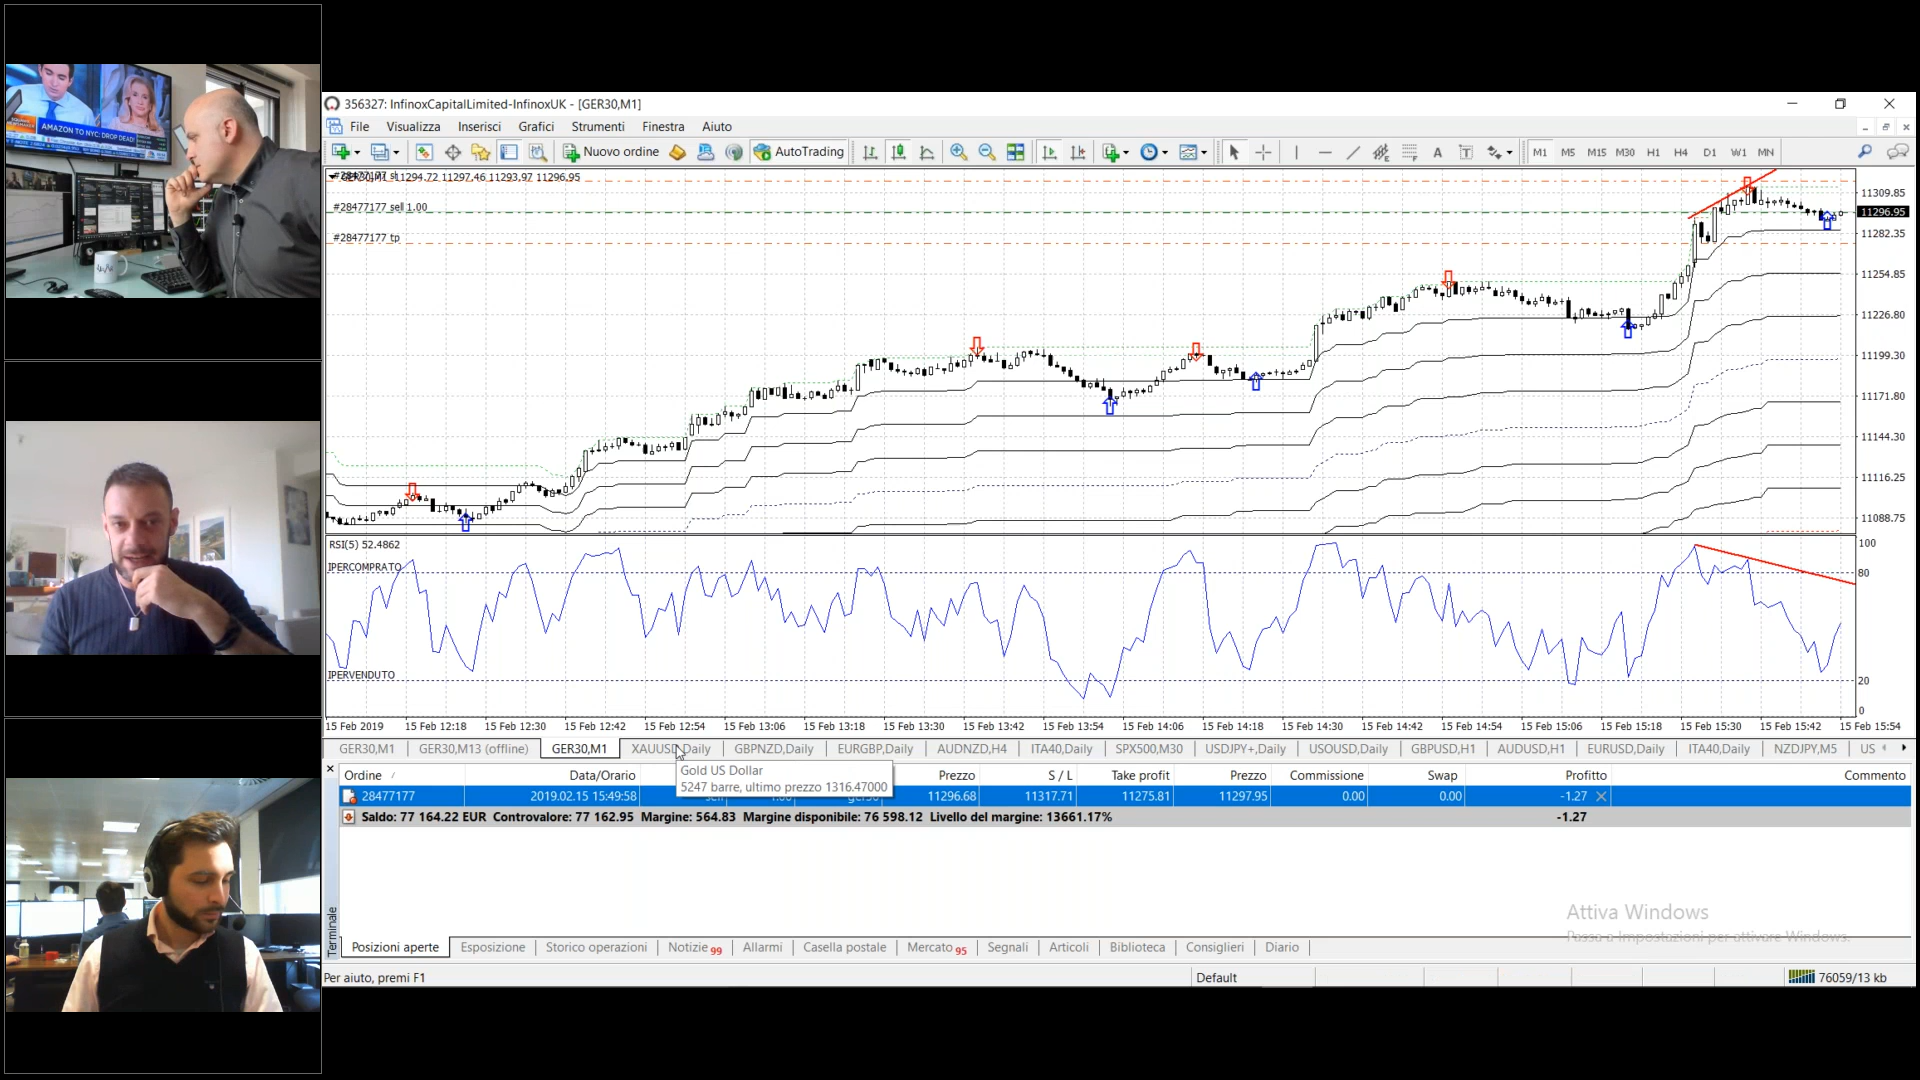 AMAZON TO NYC: DROP DEAD!
356327: InfinoxCapitalLimited-InfinoxUK - [GER30,M1]
File Visualizza Inserisci Grafici Strumenti Finestra Aiuto
Nuovo ordine AutoTrading A T M1 M5 M15 M30 H1 H4 D1 W1 MN
11294.72 11297.46 11293.97 11296.95
#28477177 sell 1.00
#28477177 tp
11309.85
11296.95
11282.35
11254.85
11226.80
11199.30
11171.80
11144.30
11116.25
11088.75
RSI(5) 52.4862
IPERCOMPRATO
IPERVENDUTO
100
80
20
0
15 Feb 2019 15 Feb 12:18 15 Feb 12:30 15 Feb 12:42 15 Feb 12:54 15 Feb 13:06 15 Feb 13:18 15 Feb 13:30 15 Feb 13:42 15 Feb 13:54 15 Feb 14:06 15 Feb 14:18 15 Feb 14:30 15 Feb 14:42 15 Feb 14:54 15 Feb 15:06 15 Feb 15:18 15 Feb 15:30 15 Feb 15:42 15 Feb 15:54
GER30,M1 GER30,M13 (offline) GER30,M1 XAUUSD,Daily GBPNZD,Daily EURGBP,Daily AUDNZD,H4 ITA40,Daily SPX500,M30 USDJPY+,Daily USOUSD,Daily GBPUSD,H1 AUDUSD,H1 EURUSD,Daily ITA40,Daily NZDJPY,M5 US
Gold US Dollar
5247 barre, ultimo prezzo 1316.47000
Ordine Data/Orario Prezzo S / L Take profit Prezzo Commissione Swap Profitto Commento
28477177 2019.02.15 15:49:58 11296.68 11317.71 11275.81 11297.95 0.00 0.00 -1.27
Saldo: 77 164.22 EUR Controvalore: 77 162.95 Margine: 564.83 Margine disponibile: 76 598.12 Livello del margine: 13661.17% -1.27
Attiva Windows
Passa a Impostazioni per attivare Windows.
Terminale
Posizioni aperte Esposizione Storico operazioni Notizie 99 Allarmi Casella postale Mercato 95 Segnali Articoli Biblioteca Consiglieri Diario
Per aiuto, premi F1 Default 76059/13 kb